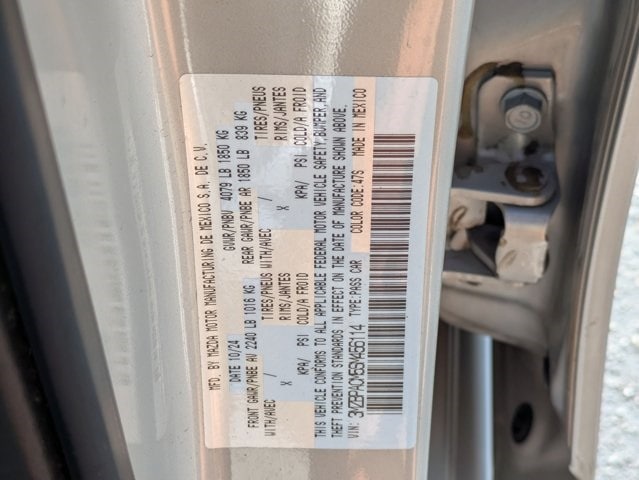 MFD. BY MAZDA MOTOR MANUFACTURING DE MEXICO S.A. DE C.V.
DATE 10/24 GVWR/PNBV 4079 LB 1850 KG
FRONT GAWR/PNBE AV 2240 LB 1016 KG REAR GAWR/PNBE AR 1850 LB 839 KG
WITH/AVEC / TIRES/PNEUS WITH/AVEC / TIRES/PNEUS
X RIMS/JANTES X RIMS/JANTES
KPA/ PSI COLD/A FROID KPA/ PSI COLD/A FROID
THIS VEHICLE CONFORMS TO ALL APPLICABLE FEDERAL MOTOR VEHICLE SAFETY, BUMPER, AND
THEFT PREVENTION STANDARDS IN EFFECT ON THE DATE OF MANUFACTURE SHOWN ABOVE.
VIN: TYPE:PASS CAR COLOR CODE:47S MADE IN MEXICO
10